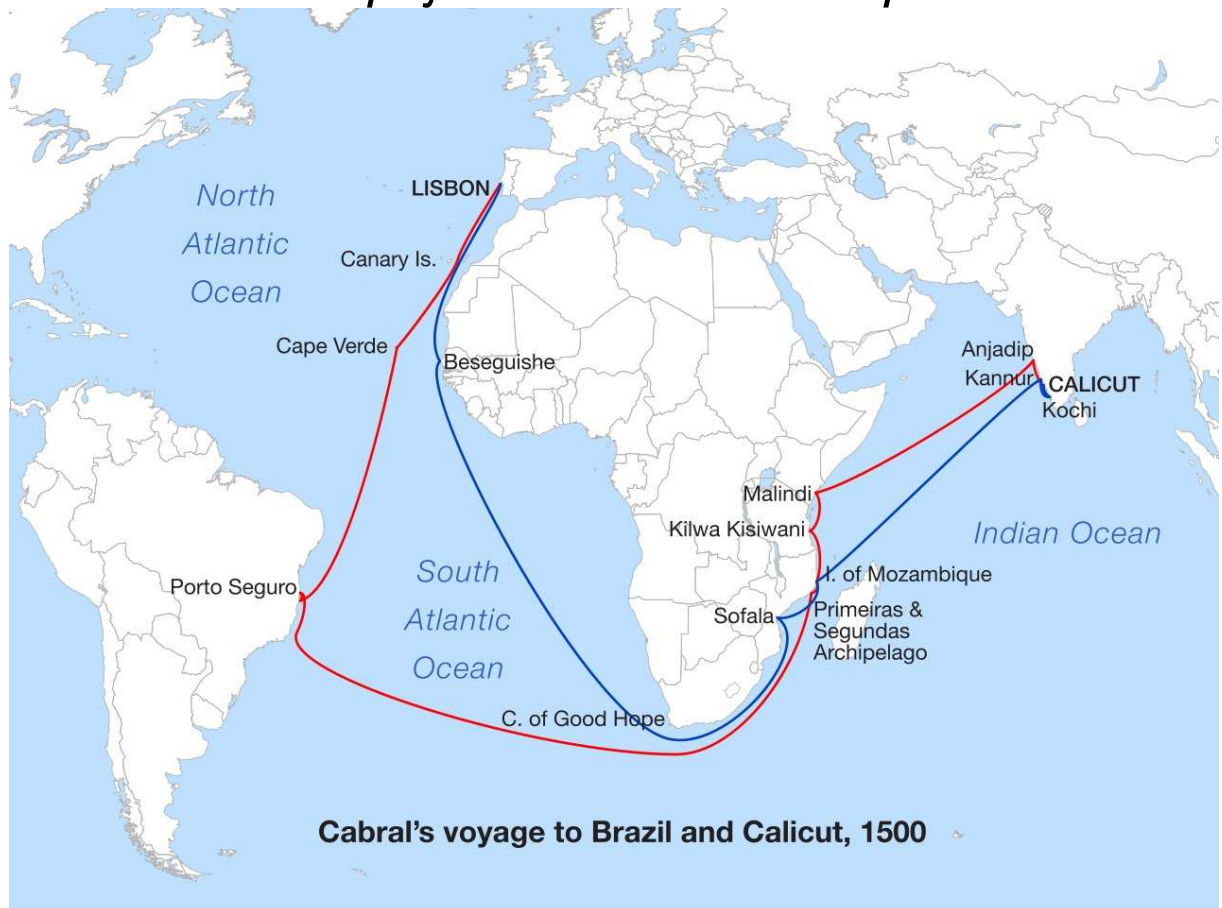 LISBON
North
Atlantic
Ocean
Canary Is.
Cape Verde
Beseguishe
Anjadip
Kannur
CALICUT
Kochi
Malindi
Kilwa Kisiwani
Indian Ocean
Porto Seguro
South
Atlantic
Ocean
I. of Mozambique
Sofala
Primeiras &
Segundas
Archipelago
C. of Good Hope
Cabral’s voyage to Brazil and Calicut, 1500